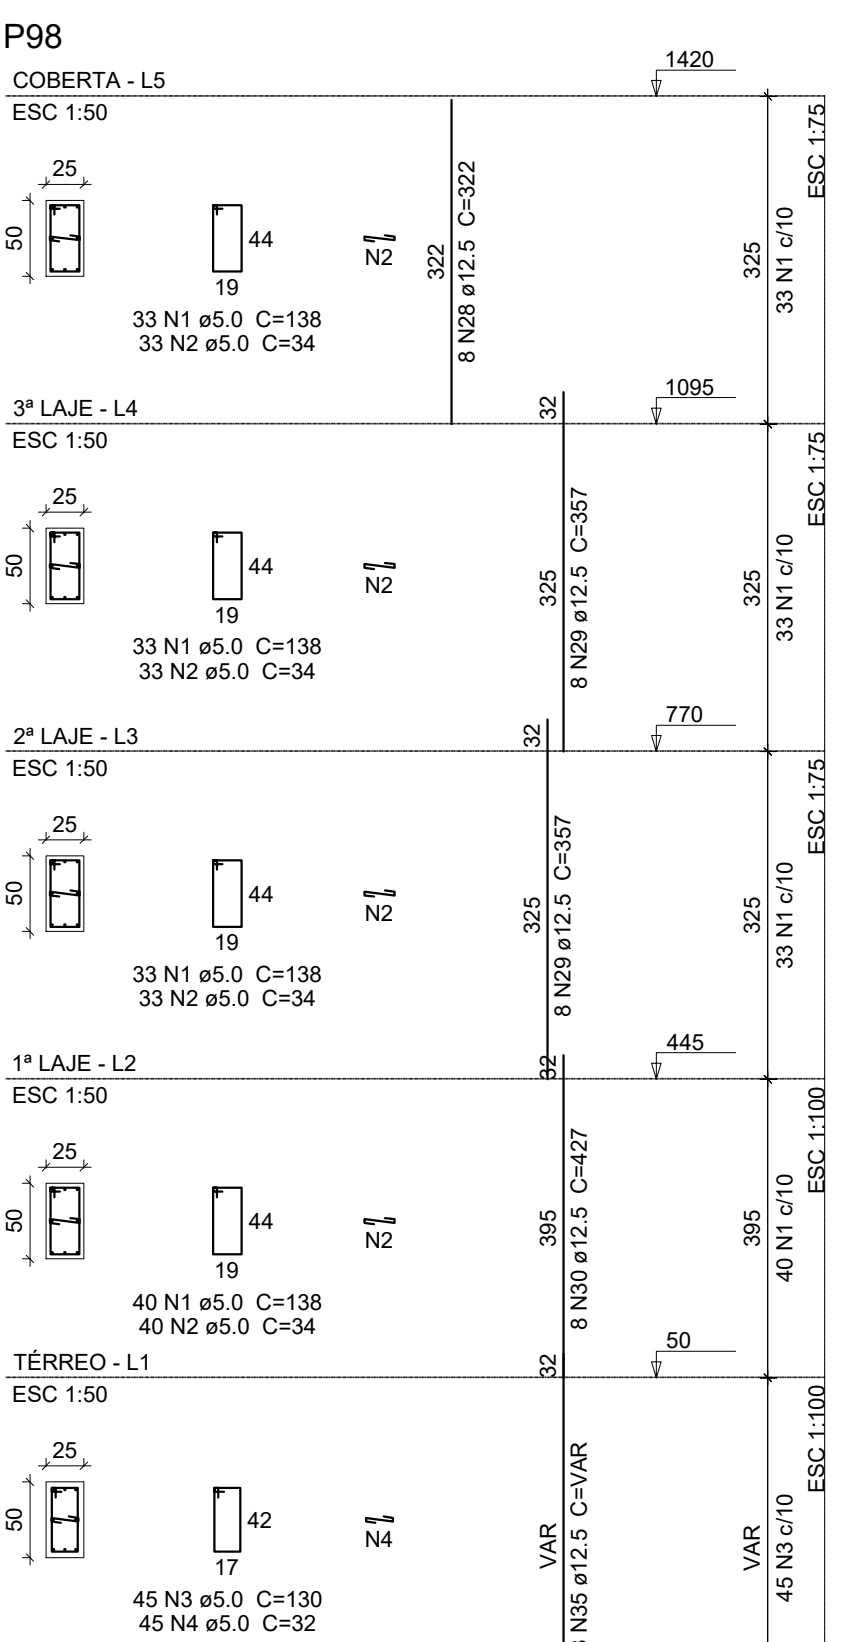 P98
COBERTA - L5
1420
ESC 1:50
ESC 1:75
25
50
44
19
N2
33 N1 ø5.0 C=138
33 N2 ø5.0 C=34
322
8 N28 ø12.5 C=322
325
33 N1 c/10
3ª LAJE - L4
32
1095
ESC 1:50
ESC 1:75
25
50
44
19
N2
33 N1 ø5.0 C=138
33 N2 ø5.0 C=34
325
8 N29 ø12.5 C=357
325
33 N1 c/10
2ª LAJE - L3
32
770
ESC 1:50
ESC 1:75
25
50
44
19
N2
33 N1 ø5.0 C=138
33 N2 ø5.0 C=34
325
8 N29 ø12.5 C=357
325
33 N1 c/10
1ª LAJE - L2
32
445
ESC 1:50
ESC 1:100
25
50
44
19
N2
40 N1 ø5.0 C=138
40 N2 ø5.0 C=34
395
8 N30 ø12.5 C=427
395
40 N1 c/10
TÉRREO - L1
32
50
ESC 1:50
ESC 1:100
25
50
42
17
N4
45 N3 ø5.0 C=130
45 N4 ø5.0 C=32
VAR
N35 ø12.5 C=VAR
VAR
45 N3 c/10